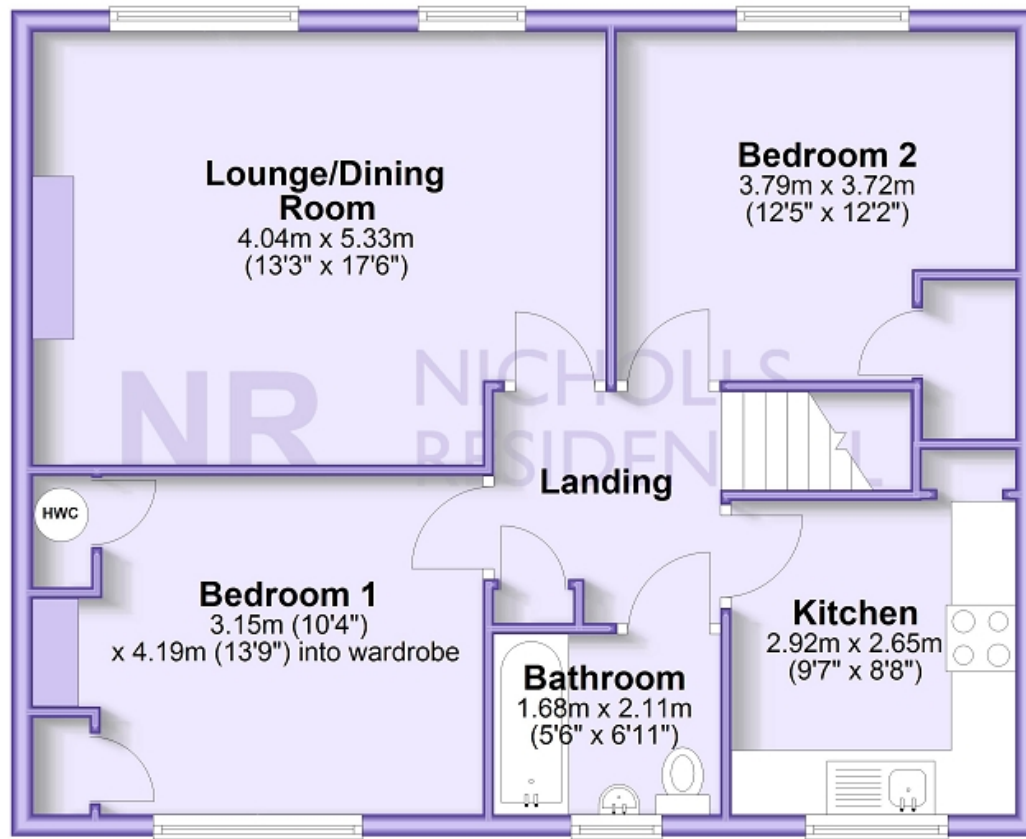 Lounge/Dining
Room
4.04m x 5.33m
(13'3" x 17'6")
Bedroom 2
3.79m x 3.72m
(12'5" x 12'2")
NR
NICHOLLS
RESIDENTIAL
Landing
HWC
Bedroom 1
3.15m (10'4")
x 4.19m (13'9") into wardrobe
Kitchen
2.92m x 2.65m
(9'7" x 8'8")
Bathroom
1.68m x 2.11m
(5'6" x 6'11")